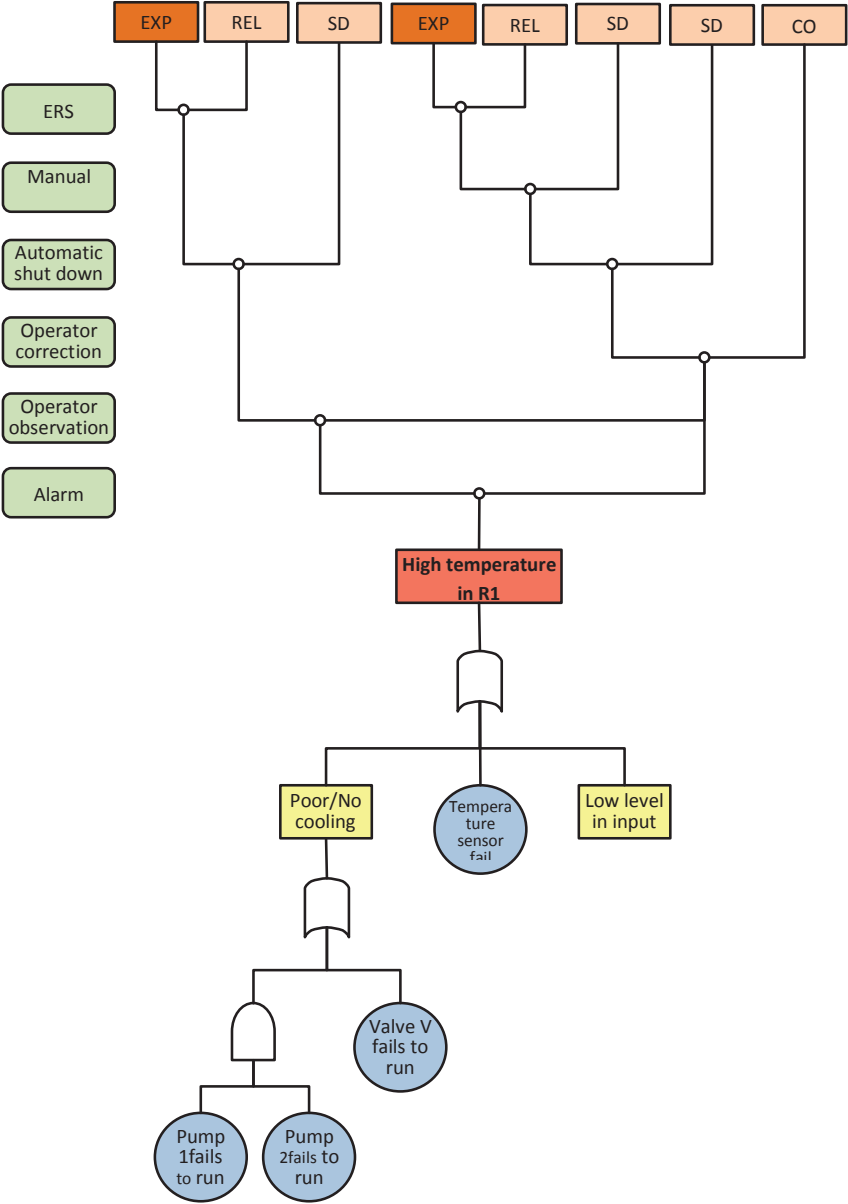 EXP
REL
SD
EXP
REL
SD
SD
CO
ERS
Manual
Automatic
shut down
Operator
correction
Operator
observation
Alarm
High temperature
in R1
Poor/No
cooling
Tempera
ture
sensor
fail
Low level
in input
Valve V
fails to
run
Pump
1fails
to run
Pump
2fails to
run